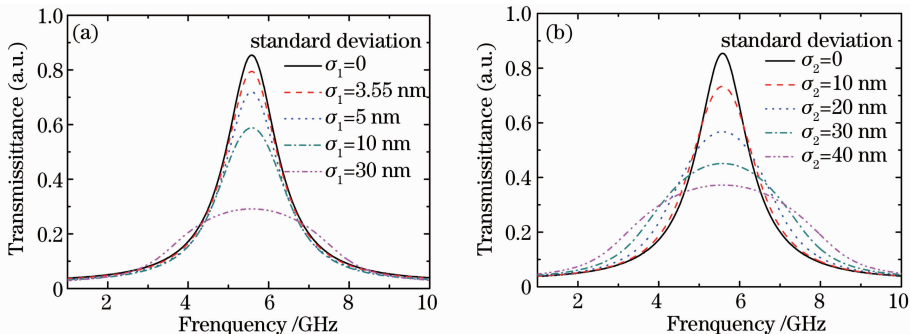 (a)
standard deviation
σ1=0
σ1=3.55 nm
σ1=5 nm
σ1=10 nm
σ1=30 nm
Transmissittance (a.u.)
1.0
0.8
0.6
0.4
0.2
0
2 4 6 8 10
Frenquency /GHz
(b)
standard deviation
σ2=0
σ2=10 nm
σ2=20 nm
σ2=30 nm
σ2=40 nm
Transmissittance (a.u.)
1.0
0.8
0.6
0.4
0.2
0
2 4 6 8 10
Frenquency /GHz